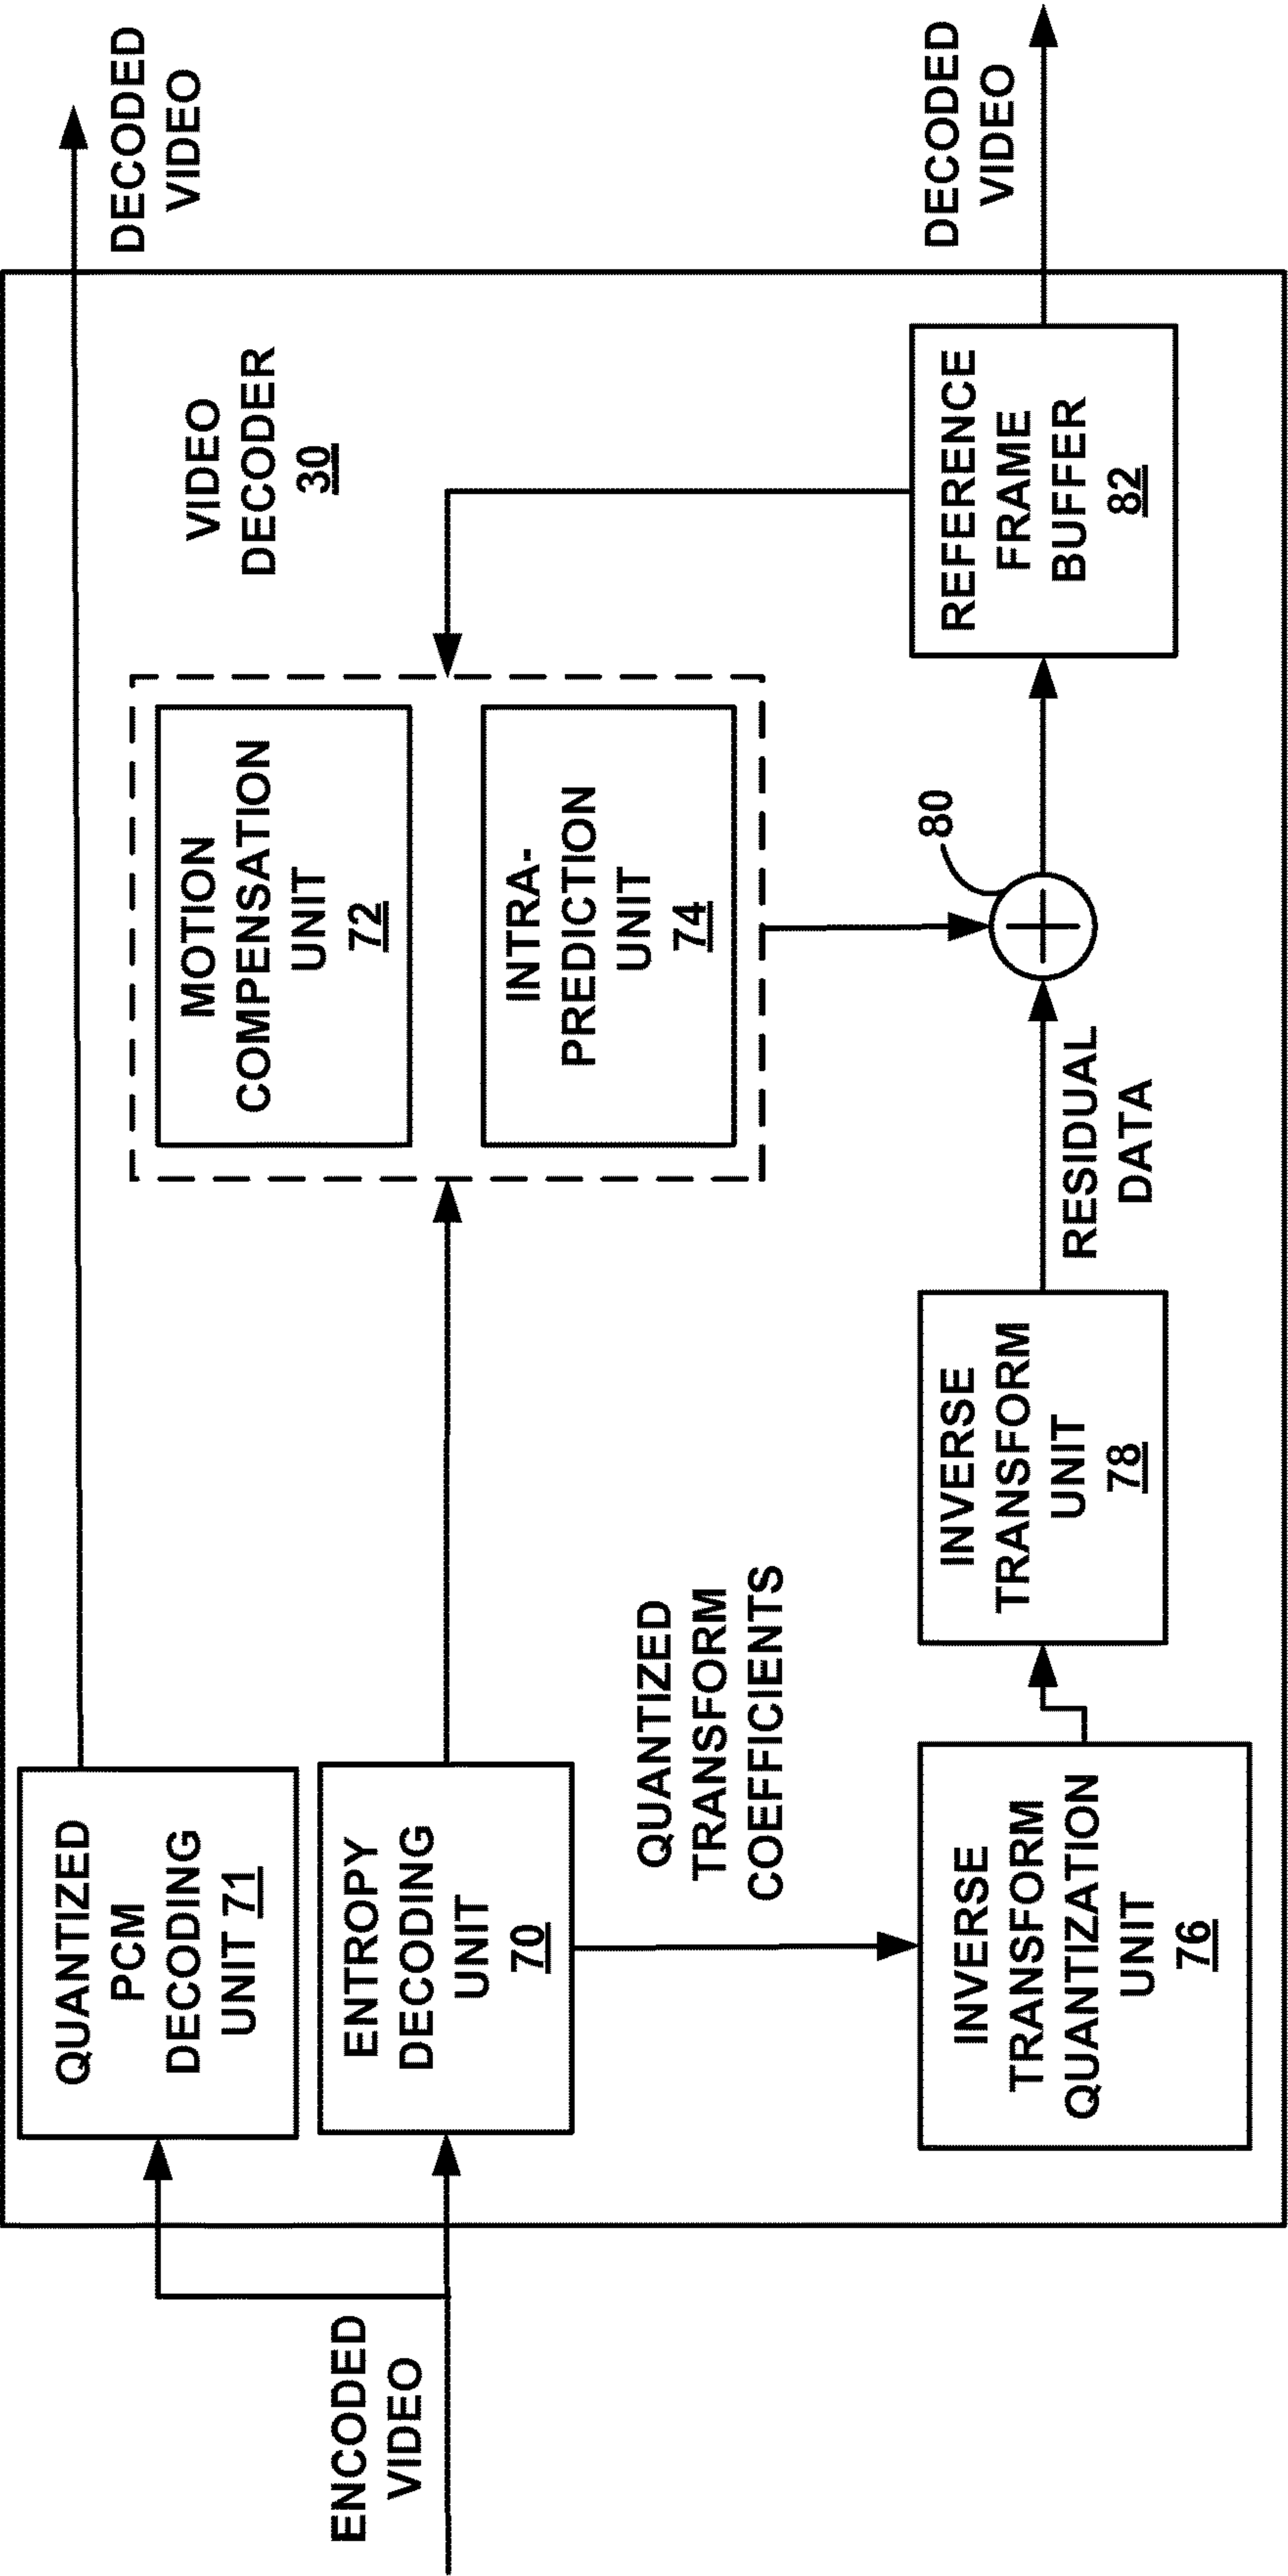 ENCODED
VIDEO
QUANTIZED
PCM
DECODING
UNIT 71
ENTROPY
DECODING
UNIT
70
QUANTIZED
TRANSFORM
COEFFICIENTS
INVERSE
TRANSFORM
QUANTIZATION
UNIT
76
INVERSE
TRANSFORM
UNIT
78
RESIDUAL
DATA
MOTION
COMPENSATION
UNIT
72
INTRA-
PREDICTION
UNIT
74
80
VIDEO
DECODER
30
REFERENCE
FRAME
BUFFER
82
DECODED
VIDEO
DECODED
VIDEO